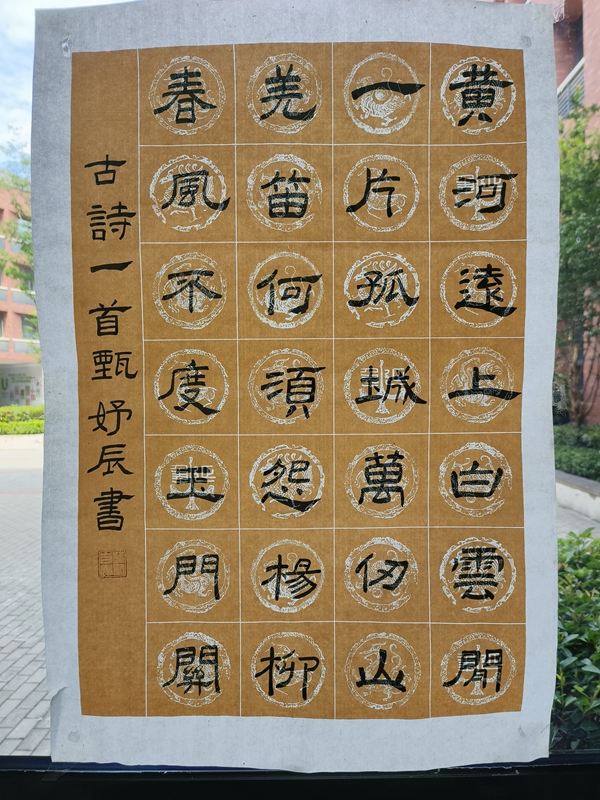 黄河遠上白雲閒
一片孤城萬仞山
羌笛何須怨楊柳
春風不度玉門關
古詩一首甄妤辰書